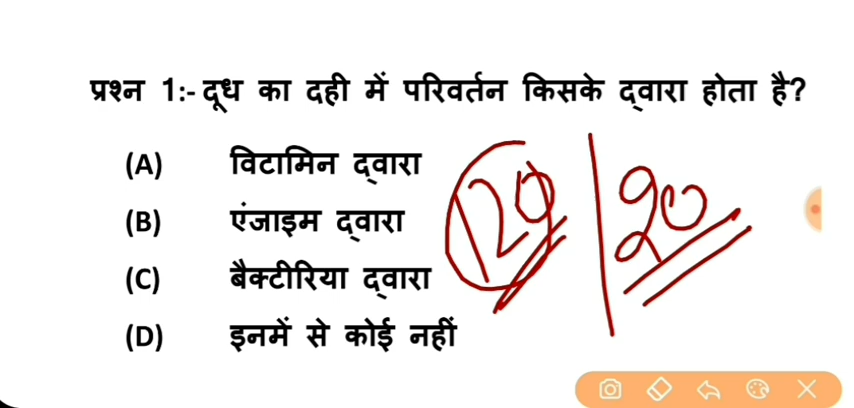 प्रश्न 1:- दूध का दही में परिवर्तन किसके द्वारा होता है?
(A) विटामिन द्वारा
(B) एंजाइम द्वारा
(C) बैक्टीरिया द्वारा
(D) इनमें से कोई नहीं